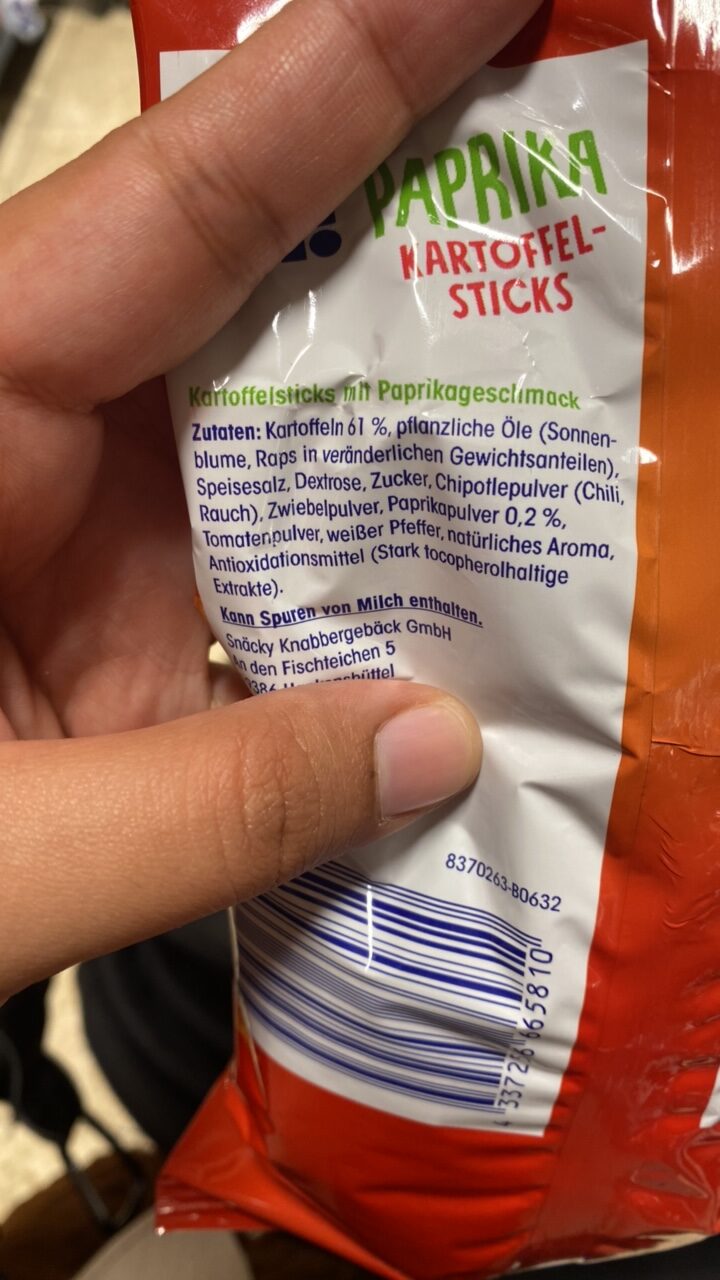 PAPRIKA
KARTOFFEL-
STICKS
Kartoffelsticks mit Paprikageschmack
Zutaten: Kartoffeln 61 %, pflanzliche Öle (Sonnen-
blume, Raps in veränderlichen Gewichtsanteilen),
Speisesalz, Dextrose, Zucker, Chipotlepulver (Chili,
Rauch), Zwiebelpulver, Paprikapulver 0,2 %,
Tomatenpulver, weißer Pfeffer, natürliches Aroma,
Antioxidationsmittel (Stark tocopherolhaltige
Extrakte).
Kann Spuren von Milch enthalten.
Snäcky Knabbergebäck GmbH
An den Fischteichen 5
8370263-B0632